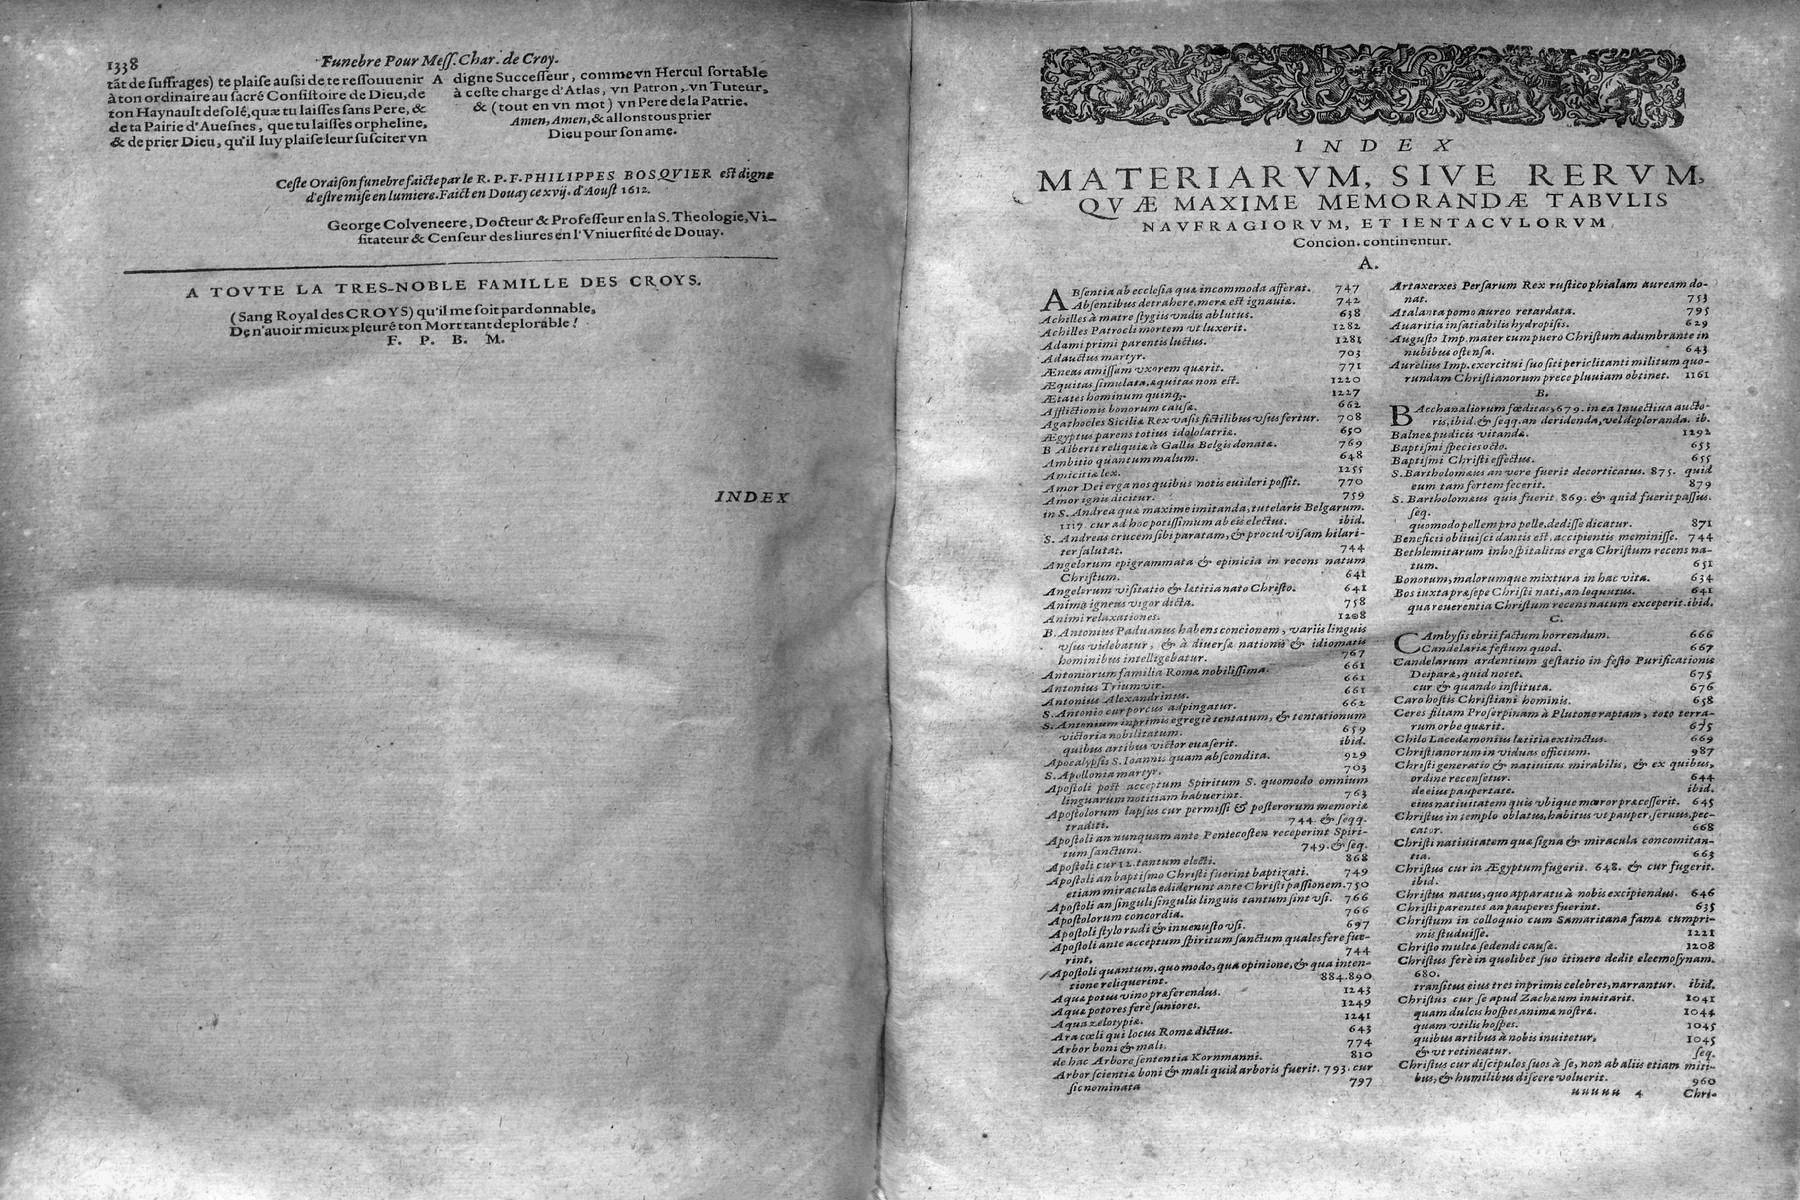 1338
Funebre Pour Meſſ. Char. de Croy.
tãt de ſuffrages) te plaiſe auſſi de te reſſouuenir
à ton ordinaire au ſacré Conſiſtoire de Dieu, de
ton Haynault deſolé, quæ tu laiſſes ſans Pere, &
de ta Pairie d'Aueſnes, que tu laiſſes orpheline,
& de prier Dieu, qu'il luy plaiſe leur ſuſciter vn
A
digne Succeſſeur, comme vn Hercul ſortable
à ceſte charge d'Atlas, vn Patron, vn Tuteur,
& (tout en vn mot) vn Pere de la Patrie.
Amen, Amen, & allons tous prier
Dieu pour ſon ame.
Ceſte Oraiſon funebre faicte par le R. P. F. PHILIPPES BOSQVIER eſt digne
d'eſtre miſe en lumiere. Faict en Douay ce xvij. d'Aouſt 1612.
George Colveneere, Docteur & Profeſſeur en la S. Theologie, Vi-
ſitateur & Cenſeur des liures en l'Vniuerſité de Douay.
A TOVTE LA TRES-NOBLE FAMILLE DES CROYS.
(Sang Royal des CROYS) qu'il me ſoit pardonnable,
De n'auoir mieux pleuré ton Mort tant deplorable!
F. P. B. M.
INDEX
INDEX
MATERIARVM, SIVE RERVM,
QVÆ MAXIME MEMORANDÆ TABVLIS
NAVFRAGIORVM, ET IENTACVLORVM
Concion. continentur.
A.
ABſentia ab eccleſia quæ incommoda afferat. 747
Abſentibus detrahere, meræ eſt ignauiæ. 742
Achilles à matre ſtygiis vndis ablutus. 638
Achilles Patrocli mortem vt luxerit. 1282
Adami primi parentis luctus. 1281
Adauctus martyr. 703
Æneas amiſſam vxorem quærit. 771
Æquitas ſimulata, æquitas non eſt. 1220
Ætates hominum quinq;. 1227
Afflictionis bonorum cauſæ. 662
Agathocles Siciliæ Rex vaſis fictilibus vſus fertur. 708
Ægyptus parens totius idololatriæ. 650
B Alberti reliquiæ à Gallis Belgis donatæ. 769
Ambitio quantum malum. 648
Amicitiæ lex. 1255
Amor Dei erga nos quibus notis euideri poſſit. 770
Amor ignis dicitur. 759
in S. Andrea quæ maxime imitanda, tutelaris Belgarum.
1117. cur ad hoc potiſſimum ab eis electus. ibid.
S. Andreas crucem ſibi paratam, & procul viſam hilari-
ter ſalutat. 744
Angelorum epigrammata & epinicia in recens natum
Chriſtum. 641
Angelorum viſitatio & lætitia nato Chriſto. 641
Animæ igneus vigor dicta. 758
Animi relaxationes. 1208
B. Antonius Paduanus habens concionem, variis linguis
vſus videbatur, & à diuerſæ nationis & idiomatis
hominibus intelligebatur. 767
Antoniorum familia Romæ nobiliſſima. 661
Antonius Triumvir. 661
Antonius Alexandrinus. 661
S. Antonio cur porcus adpingatur. 662
S. Antonium inprimis egregiè tentatum, & tentationum
victoria nobilitatum. 659
quibus artibus victor euaſerit. ibid.
Apocalypſis S. Ioannis quam abſcondita. 929
S. Apollonia martyr. 703
Apoſtoli poſt acceptum Spiritum S. quomodo omnium
linguarum notitiam habuerint. 763
Apoſtolorum lapſus cur permiſſi & poſterorum memoriæ
traditi. 744. & ſeqq.
Apoſtoli an nunquam ante Pentecoſten receperint Spiri-
tum ſanctum. 749. & ſeq.
Apoſtoli cur 12. tantum electi. 868
Apoſtoli an baptiſmo Chriſti fuerint baptizati. 749
etiam miracula ediderunt ante Chriſti paſſionem. 750
Apoſtoli an ſinguli ſingulis linguis tantum ſint vſi. 766
Apoſtolorum concordia. 766
Apoſtoli ſtylo rudi & inuenuſto vſi. 697
Apoſtoli ante acceptum ſpiritum ſanctum quales fere fue-
rint. 744
Apoſtoli quantum, quomodo, qua opinione, & qua inten-
tione reliquerint. 884.890
Aquæ potus vino præferendus. 1243
Aquæ potores ferè ſaniores. 1249
Aqua zelotypiæ. 1241
Ara cœli qui locus Romæ dictus. 643
Arbor boni & mali. 774
de hac Arbore ſententia Kornmanni. 810
Arbor ſcientiæ boni & mali quid arboris fuerit. 793. cur
ſic nominata 797
Artaxerxes Perſarum Rex ruſtico phialam auream do-
nat. 753
Atalanta pomo aureo retardata. 795
Auaritia inſatiabilis hydropiſis. 629
Auguſto Imp. mater cum puero Chriſtum adumbrante in
nubibus oſtenſa. 643
Aurelius Imp. exercitui ſuo ſiti periclitanti militum quo-
rundam Chriſtianorum prece pluuiam obtinet. 1161
B.
BAcchanaliorum fœditas, 679. in ea Inuectiua aucto-
ris, ibid. & ſeqq. an deridenda, vel deploranda. ib.
Balnea pudicis vitanda. 1292
Baptiſmi ſpecies octo. 653
Baptiſmi Chriſti effectus. 655
S. Bartholomæus an vere fuerit decorticatus. 875. quid
eum tam fortem fecerit. 879
S. Bartholomæus quis fuerit 869. & quid fuerit paſſus.
ſeq.
quomodo pellem pro pelle dediſſe dicatur. 871
Beneficii obliuiſci dantis eſt, accipientis meminiſſe. 744
Bethlemitarum inhoſpitalitas erga Chriſtum recens na-
tum. 651
Bonorum, malorumque mixtura in hac vita. 634
Bos iuxta præſepe Chriſti nati, an loquutus. 641
qua reuerentia Chriſtum recens natum exceperit. ibid.
C.
CAmbyſis ebrii factum horrendum. 666
Candelariæ feſtum quod. 667
Candelarum ardentium geſtatio in feſto Purificationis
Deiparæ, quid notet. 675
cur & quando inſtituta. 676
Caro hoſtis Chriſtiani hominis. 658
Ceres filiam Proſerpinam à Plutone raptam, toto terra-
rum orbe quærit. 675
Chilo Lacedæmonius lætitia extinctus. 669
Chriſtianorum in viduas officium. 987
Chriſti generatio & natiuitas mirabilis, & ex quibus,
ordine recenſetur. 644
de eius paupertate. ibid.
eius natiuitatem quis vbique mœror præceſſerit. 645
Chriſtus in templo oblatus, habitus vt pauper, ſeruus, pec-
cator. 668
Chriſti natiuitatem quæ ſigna & miracula concomitan-
tia. 663
Chriſtus cur in Ægyptum fugerit. 648. & cur fugerit.
ibid.
Chriſtus natus, quo apparatu à nobis excipiendus. 646
Chriſti parentes an pauperes fuerint. 635
Chriſtum in colloquio cum Samaritana famæ cumpri-
mis ſtuduiſſe. 1221
Chriſto multæ ſedendi cauſæ. 1208
Chriſtus ferè in quolibet ſuo itinere dedit eleemoſynam.
680.
tranſitus eius tres inprimis celebres, narrantur. ibid.
Chriſtus cur ſe apud Zachæum inuitarit. 1041
quam dulcis hoſpes animæ noſtræ. 1044
quam vtilis hoſpes. 1045
quibus artibus à nobis inuitetur, 1045
& vt retineatur. ſeq.
Chriſtus cur diſcipulos ſuos à ſe, non ab aliis etiam miti-
bus, & humilibus diſcere voluerit. 960
uuuuu 4 Chri-